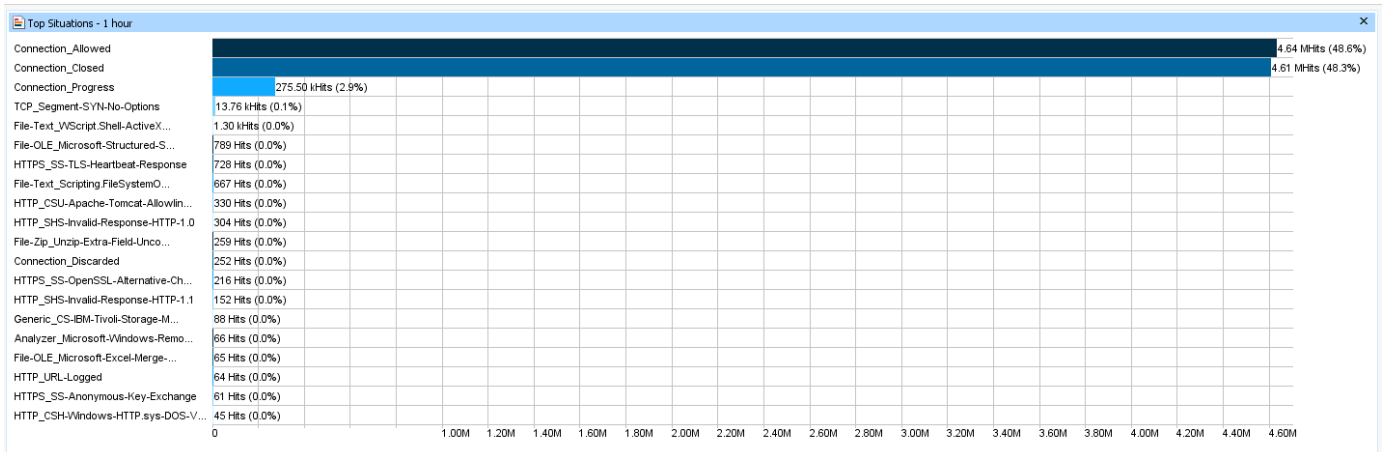 Top Situations - 1 hour
Connection_Allowed 4.64 MHits (48.6%)
Connection_Closed 4.61 MHits (48.3%)
Connection_Progress 275.50 kHits (2.9%)
TCP_Segment-SYN-No-Options 13.76 kHits (0.1%)
File-Text_WScript.Shell-ActiveX... 1.30 kHits (0.0%)
File-OLE_Microsoft-Structured-S... 789 Hits (0.0%)
HTTPS_SS-TLS-Heartbeat-Response 728 Hits (0.0%)
File-Text_Scripting.FileSystemO... 667 Hits (0.0%)
HTTP_CSU-Apache-Tomcat-Allowlin... 330 Hits (0.0%)
HTTP_SHS-Invalid-Response-HTTP-1.0 304 Hits (0.0%)
File-Zip_Unzip-Extra-Field-Unco... 259 Hits (0.0%)
Connection_Discarded 252 Hits (0.0%)
HTTPS_SS-OpenSSL-Alternative-Ch... 216 Hits (0.0%)
HTTP_SHS-Invalid-Response-HTTP-1.1 152 Hits (0.0%)
Generic_CS-IBM-Tivoli-Storage-M... 88 Hits (0.0%)
Analyzer_Microsoft-Windows-Remo... 66 Hits (0.0%)
File-OLE_Microsoft-Excel-Merge-... 65 Hits (0.0%)
HTTP_URL-Logged 64 Hits (0.0%)
HTTPS_SS-Anonymous-Key-Exchange 61 Hits (0.0%)
HTTP_CSH-Windows-HTTP.sys-DOS-V... 45 Hits (0.0%)
0 1.00M 1.20M 1.40M 1.60M 1.80M 2.00M 2.20M 2.40M 2.60M 2.80M 3.00M 3.20M 3.40M 3.60M 3.80M 4.00M 4.20M 4.40M 4.60M